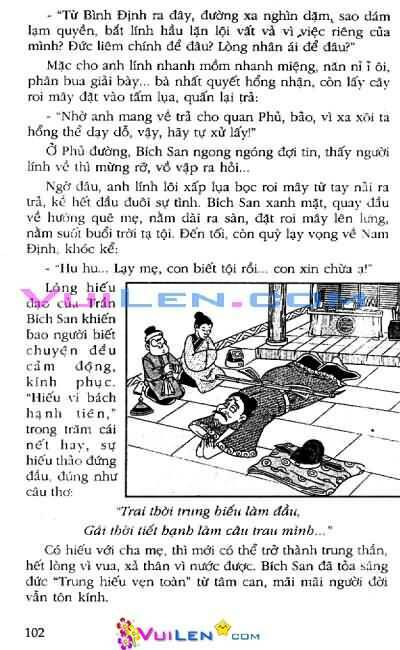 - "Từ Bình Định ra đây, đường xa nghìn dặm, sao dám
lạm quyền, bắt lính hầu lặn lội vất vả vì việc riêng của
mình? Đức liêm chính để đâu? Lòng nhân ái để đâu?"
Mặc cho anh lính nhanh mồm nhanh miệng, năn nỉ ỉ ôi,
phân bua giải bày... bà nhất quyết hổng nhận, còn lấy cây
roi mây đặt vào tấm lụa, quấn lại trả:
- "Nhờ anh mang về trả cho quan Phủ, bảo, vì xa xôi ta
hổng thể dạy dỗ, vậy, hãy tự xử lấy!"
Ở Phủ đường, Bích San ngong ngóng đợi tin, thấy người
lính về thì mừng rỡ, vồ vập ra hỏi...
Ngờ đâu, anh lính lôi xấp lụa bọc roi mây từ tay nải ra
trả, kể hết đầu đuôi sự tình. Bích San xanh mặt, quay đầu
về hướng quê mẹ, nằm dài ra sàn, đặt roi mây lên lưng,
nằm suốt buổi trời tạ tội. Đến tối, còn quỳ lạy vọng về Nam
Định, khóc kể:
- "Hu hu... Lạy mẹ, con biết tội rồi... con xin chừa ạ!"
VUILEN.COM
Lòng hiếu
đạo của Trần
Bích San khiến
bao người biết
chuyện đều
cảm động,
kính phục.
"Hiếu vi bách
hạnh tiên,"
trong trăm cái
nết hay, sự
hiếu thảo đứng
đầu, đúng như
câu thơ:
"Trai thời trung hiếu làm đầu,
Gái thời tiết hạnh làm câu trau mình..."
Có hiếu với cha mẹ, thì mới có thể trở thành trung thần,
hết lòng vì vua, xả thân vì nước được. Bích San đã tỏa sáng
đức "Trung hiếu vẹn toàn" từ tâm can, mãi mãi người đời
vẫn tôn kính.
102
VUILEN.COM